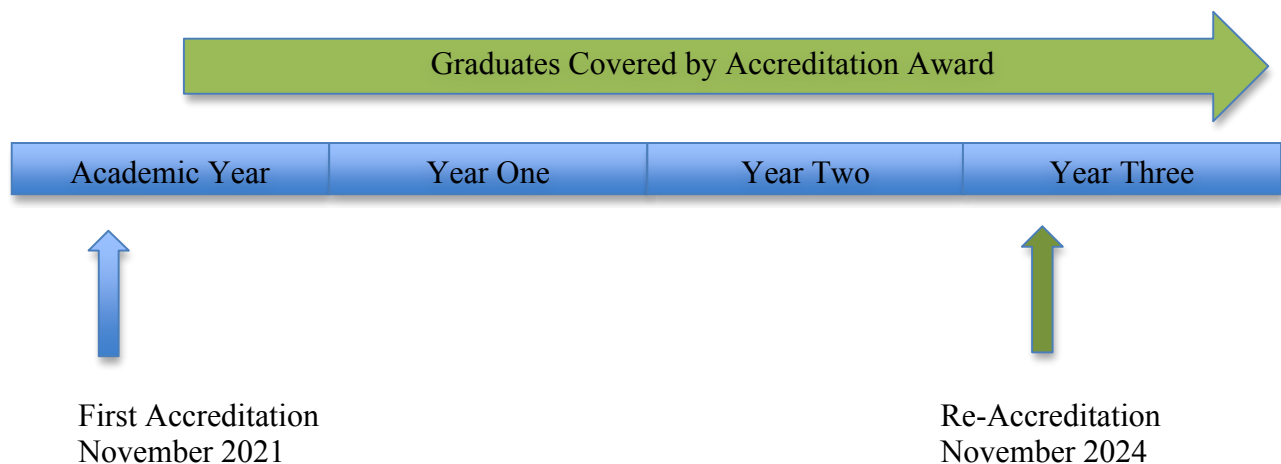 Graduates Covered by Accreditation Award
Academic Year
Year One
Year Two
Year Three
First Accreditation
November 2021
Re-Accreditation
November 2024